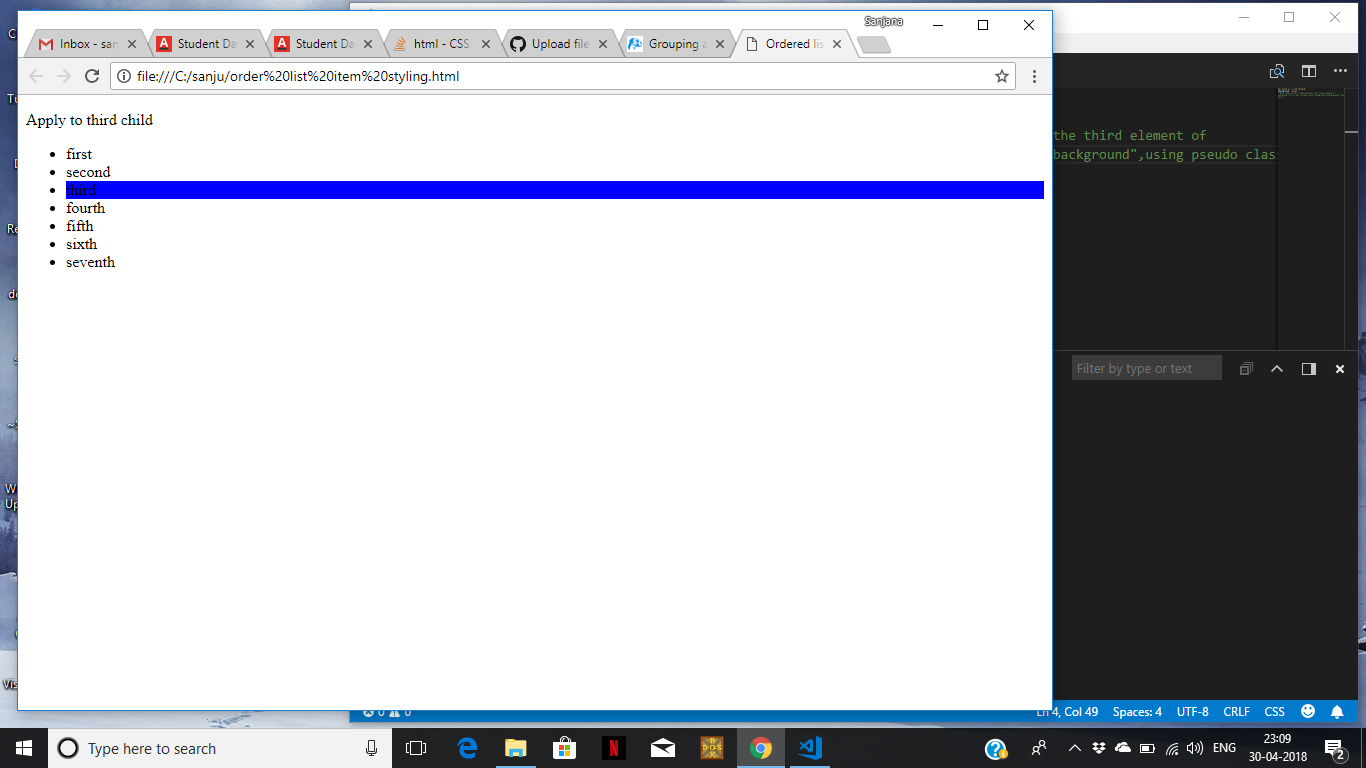 Sanjana
Inbox - san
Student Da
Student Da
html - CSS
Upload file
Grouping a
Ordered lis
file:///C:/sanju/order%20list%20item%20styling.html
Apply to third child
first
second
third
fourth
fifth
sixth
seventh
the third element of
background",using pseudo clas
Filter by type or text
0 0
Ln 4, Col 49 Spaces: 4 UTF-8 CRLF CSS
Type here to search
ENG
23:09
30-04-2018
2